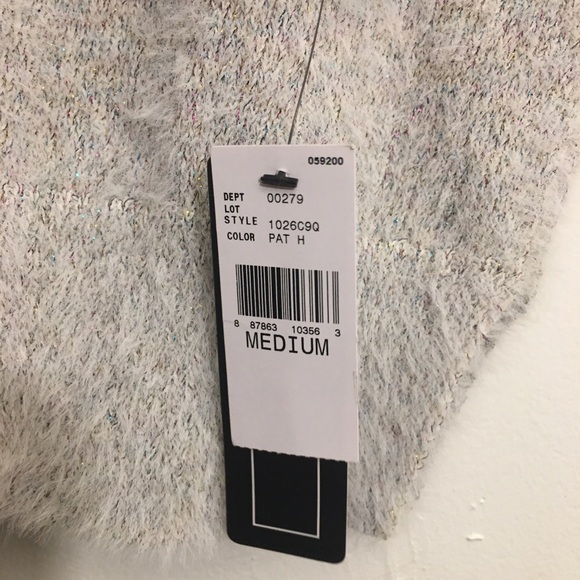 059200
DEPT 00279
LOT
STYLE 1026C9Q
COLOR PAT H
8 87863 10356 3
MEDIUM